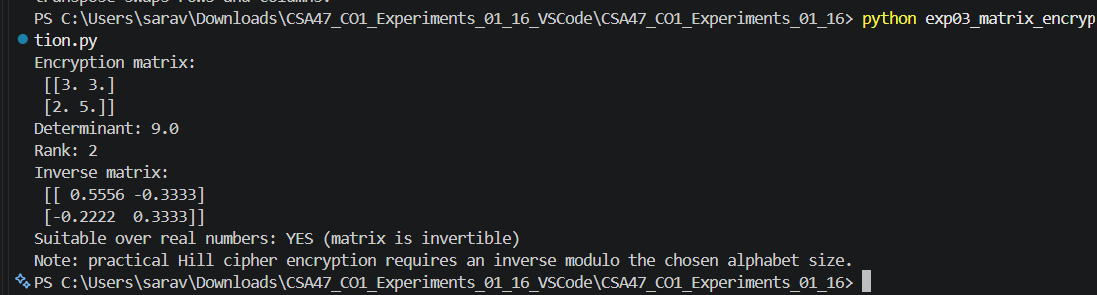 PS C:\Users\sarav\Downloads\CSA47_CO1_Experiments_01_16_VSCode\CSA47_CO1_Experiments_01_16> python exp03_matrix_encryp
tion.py
Encryption matrix:
 [[3. 3.]
 [2. 5.]]
Determinant: 9.0
Rank: 2
Inverse matrix:
 [[ 0.5556 -0.3333]
 [-0.2222  0.3333]]
Suitable over real numbers: YES (matrix is invertible)
Note: practical Hill cipher encryption requires an inverse modulo the chosen alphabet size.
PS C:\Users\sarav\Downloads\CSA47_CO1_Experiments_01_16_VSCode\CSA47_CO1_Experiments_01_16>